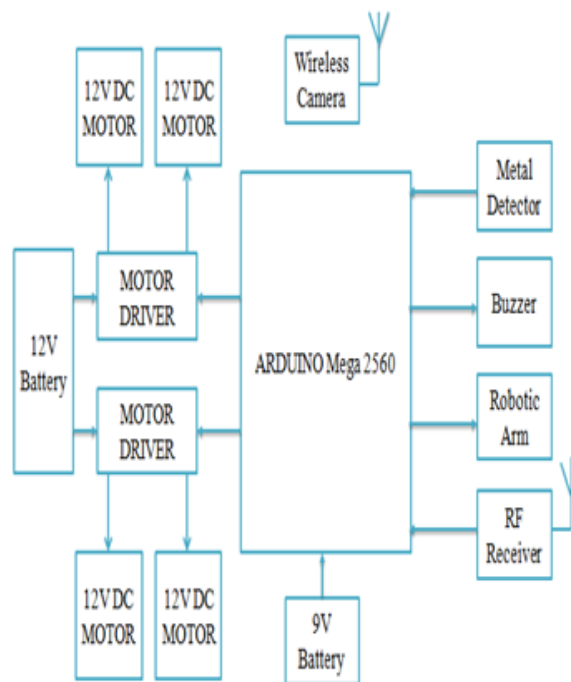 Wireless
Camera
12V DC
MOTOR
12V DC
MOTOR
Metal
Detector
MOTOR
DRIVER
Buzzer
12V
Battery
ARDUINO Mega 2560
Robotic
Arm
MOTOR
DRIVER
RF
Receiver
12V DC
MOTOR
12V DC
MOTOR
9V
Battery